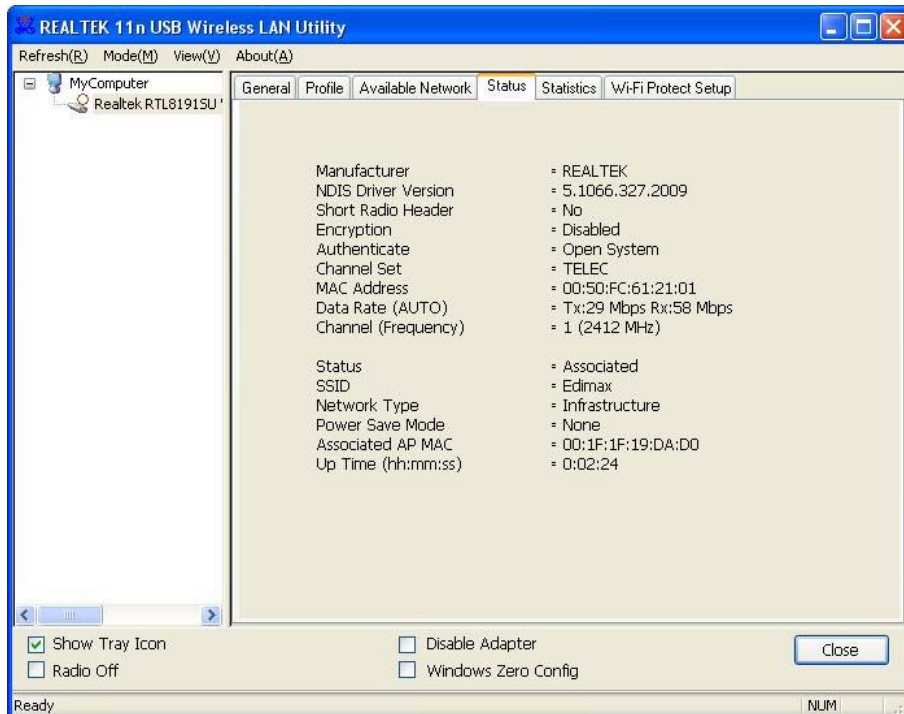 REALTEK 11n USB Wireless LAN Utility
Refresh(R) Mode(M) View(V) About(A)
MyComputer
Realtek RTL8191SU '
General Profile Available Network Status Statistics Wi-Fi Protect Setup
Manufacturer = REALTEK
NDIS Driver Version = 5.1066.327.2009
Short Radio Header = No
Encryption = Disabled
Authenticate = Open System
Channel Set = TELEC
MAC Address = 00:50:FC:61:21:01
Data Rate (AUTO) = Tx:29 Mbps Rx:58 Mbps
Channel (Frequency) = 1 (2412 MHz)
Status = Associated
SSID = Edimax
Network Type = Infrastructure
Power Save Mode = None
Associated AP MAC = 00:1F:1F:19:DA:D0
Up Time (hh:mm:ss) = 0:02:24
Show Tray Icon Disable Adapter Close
Radio Off Windows Zero Config
Ready NUM